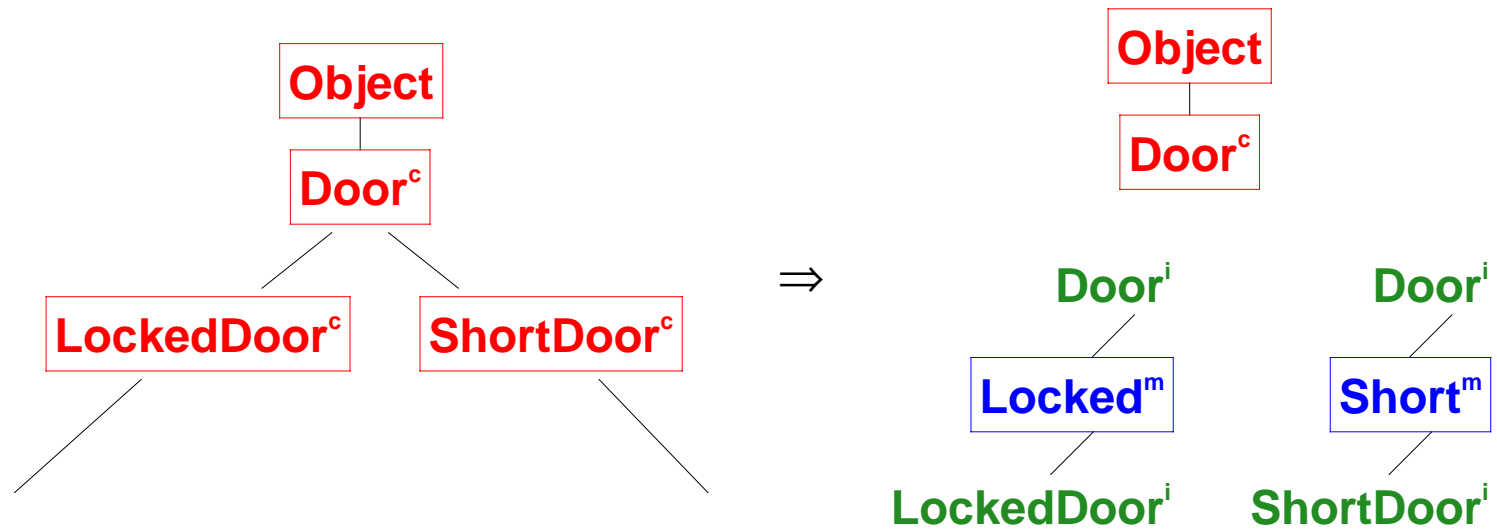 Object
Door^c
LockedDoor^c ShortDoor^c
⇒
Object
Door^c
Door^i Door^i
Locked^m Short^m
LockedDoor^i ShortDoor^i